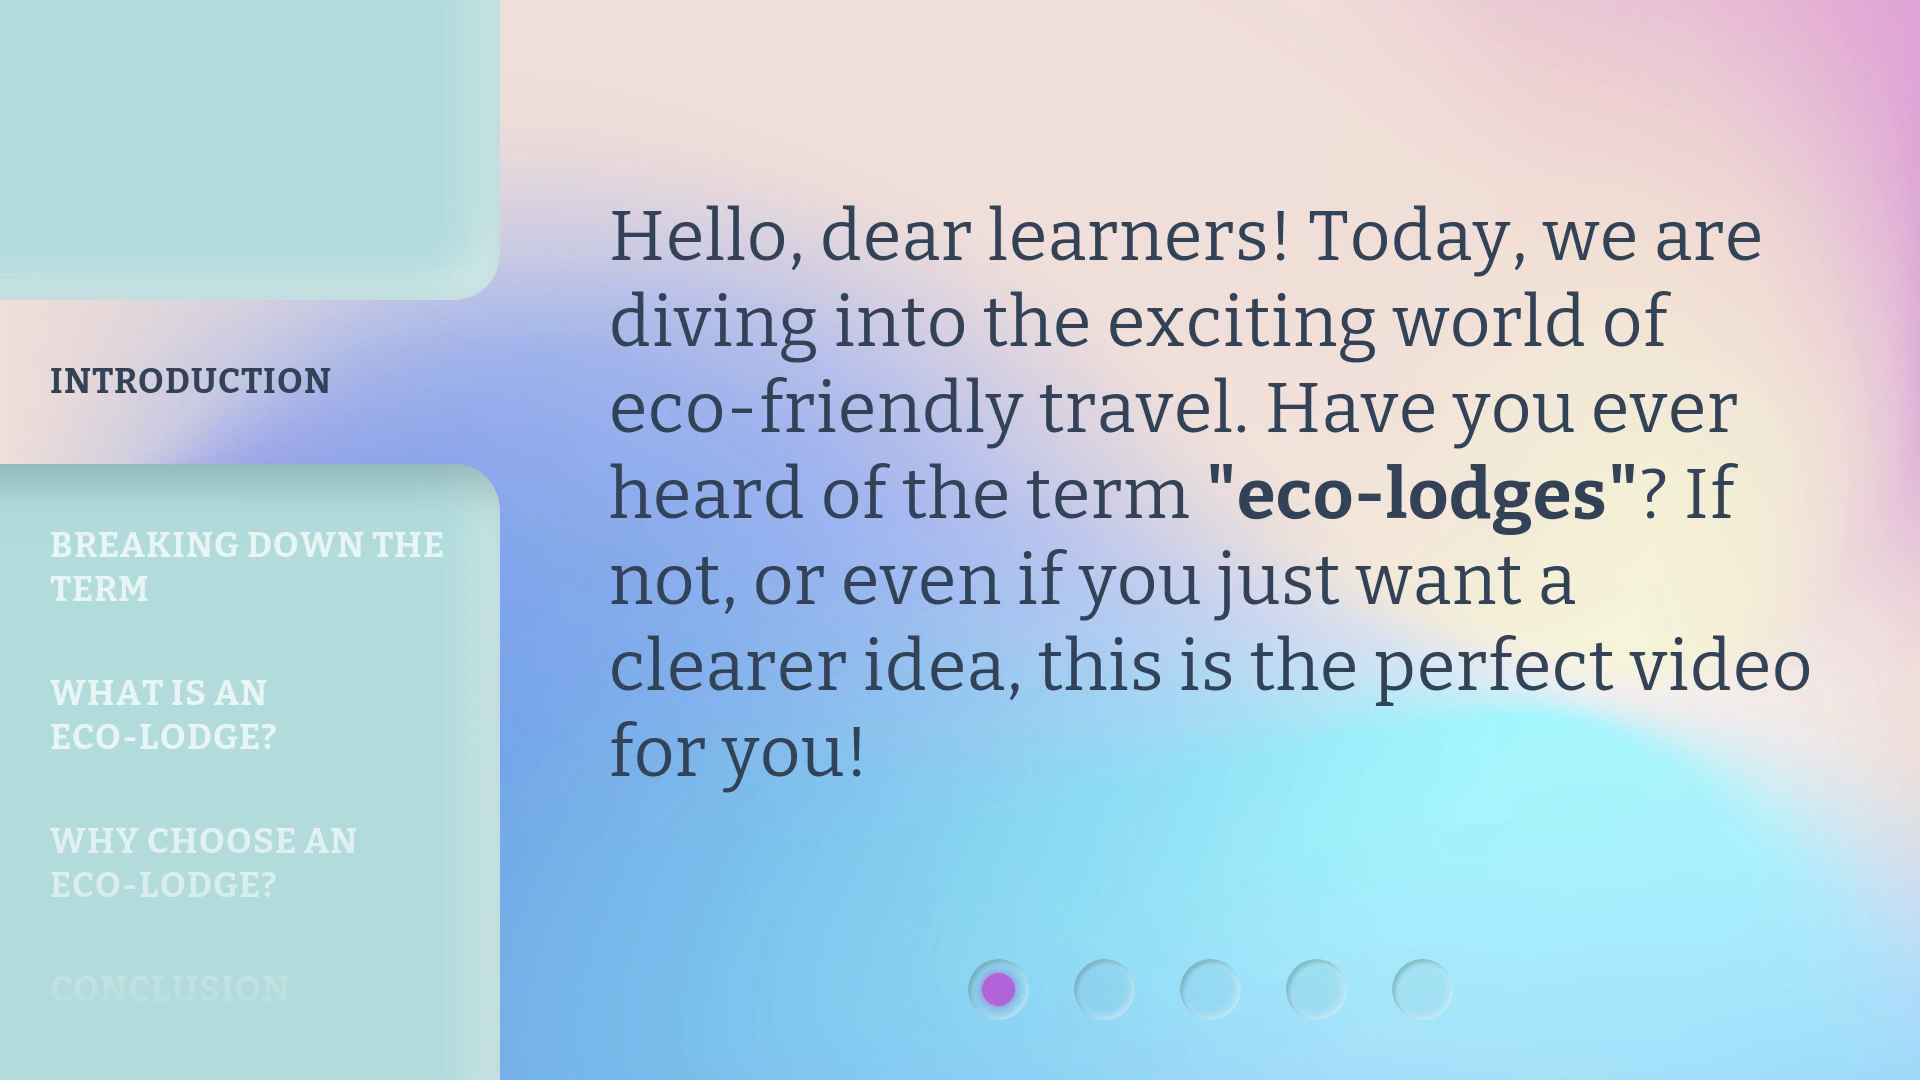 INTRODUCTION
BREAKING DOWN THE
TERM
WHAT IS AN
ECO-LODGE?
WHY CHOOSE AN
ECO-LODGE?
CONCLUSION
Hello, dear learners! Today, we are
diving into the exciting world of
eco-friendly travel. Have you ever
heard of the term "eco-lodges"? If
not, or even if you just want a
clearer idea, this is the perfect video
for you!